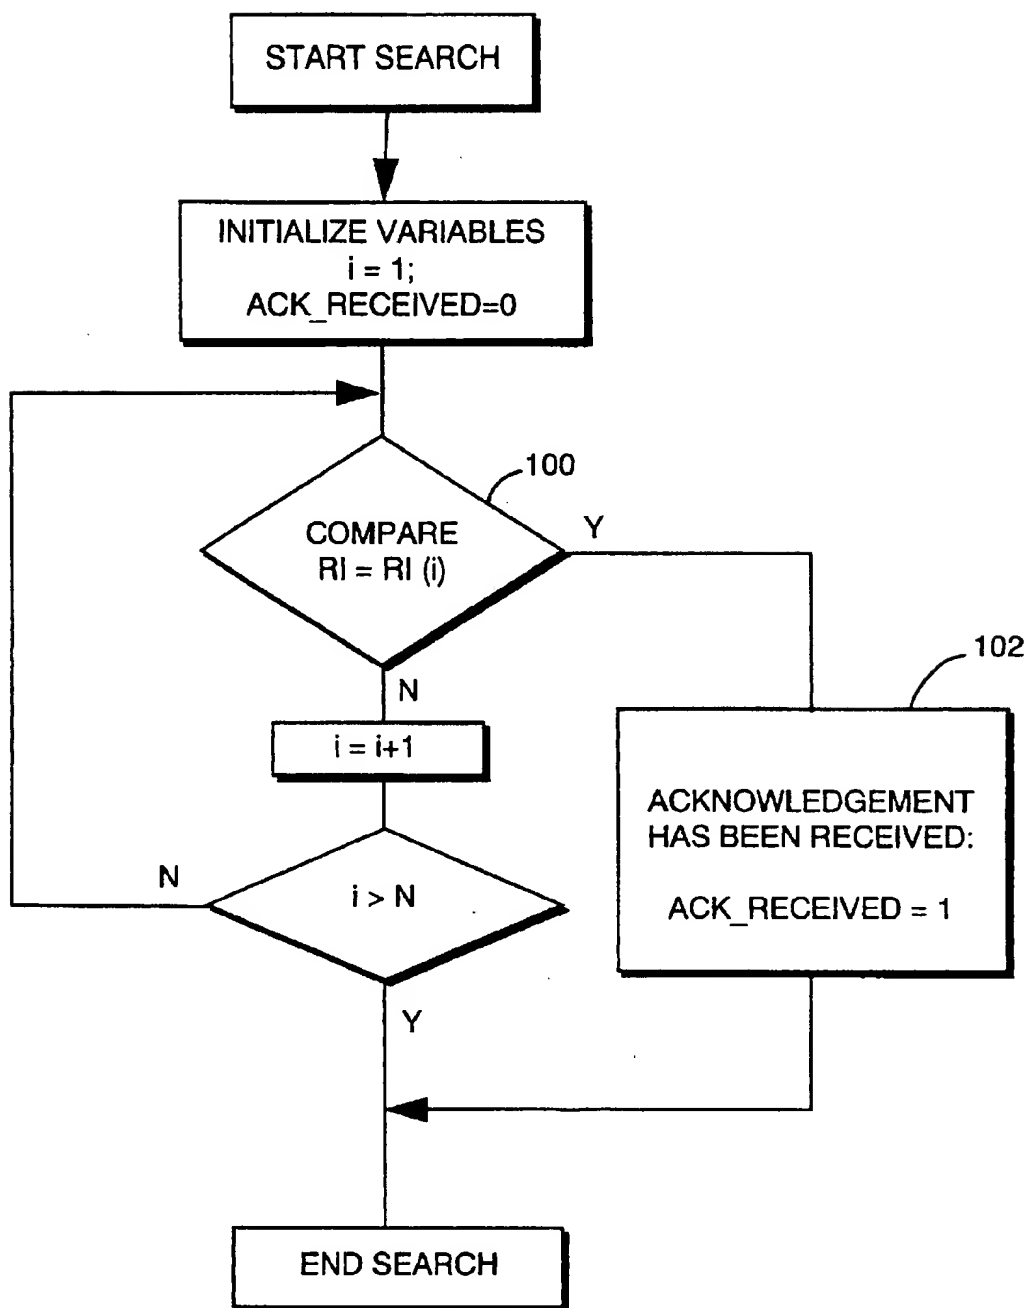 START SEARCH
INITIALIZE VARIABLES
i = 1;
ACK_RECEIVED=0
100
COMPARE
RI = RI (i)
Y
N
102
i = i+1
ACKNOWLEDGEMENT
HAS BEEN RECEIVED:
ACK_RECEIVED = 1
N
i > N
Y
END SEARCH